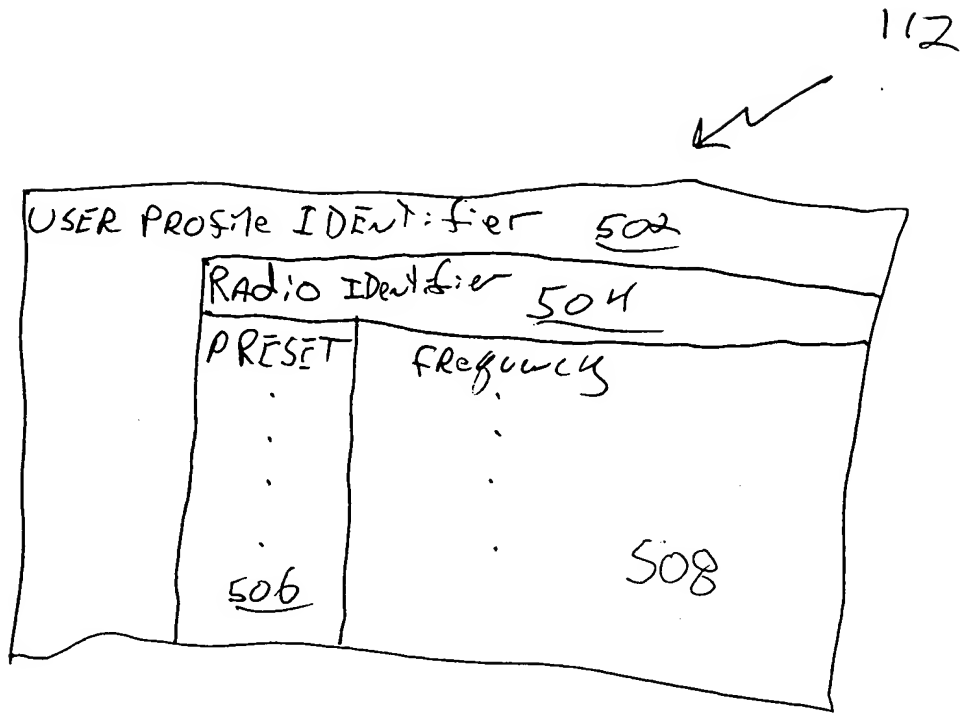 112
USER PROfile IDENTifier 502
RAdio IDentifier 504
PRESET FRequency
506 508